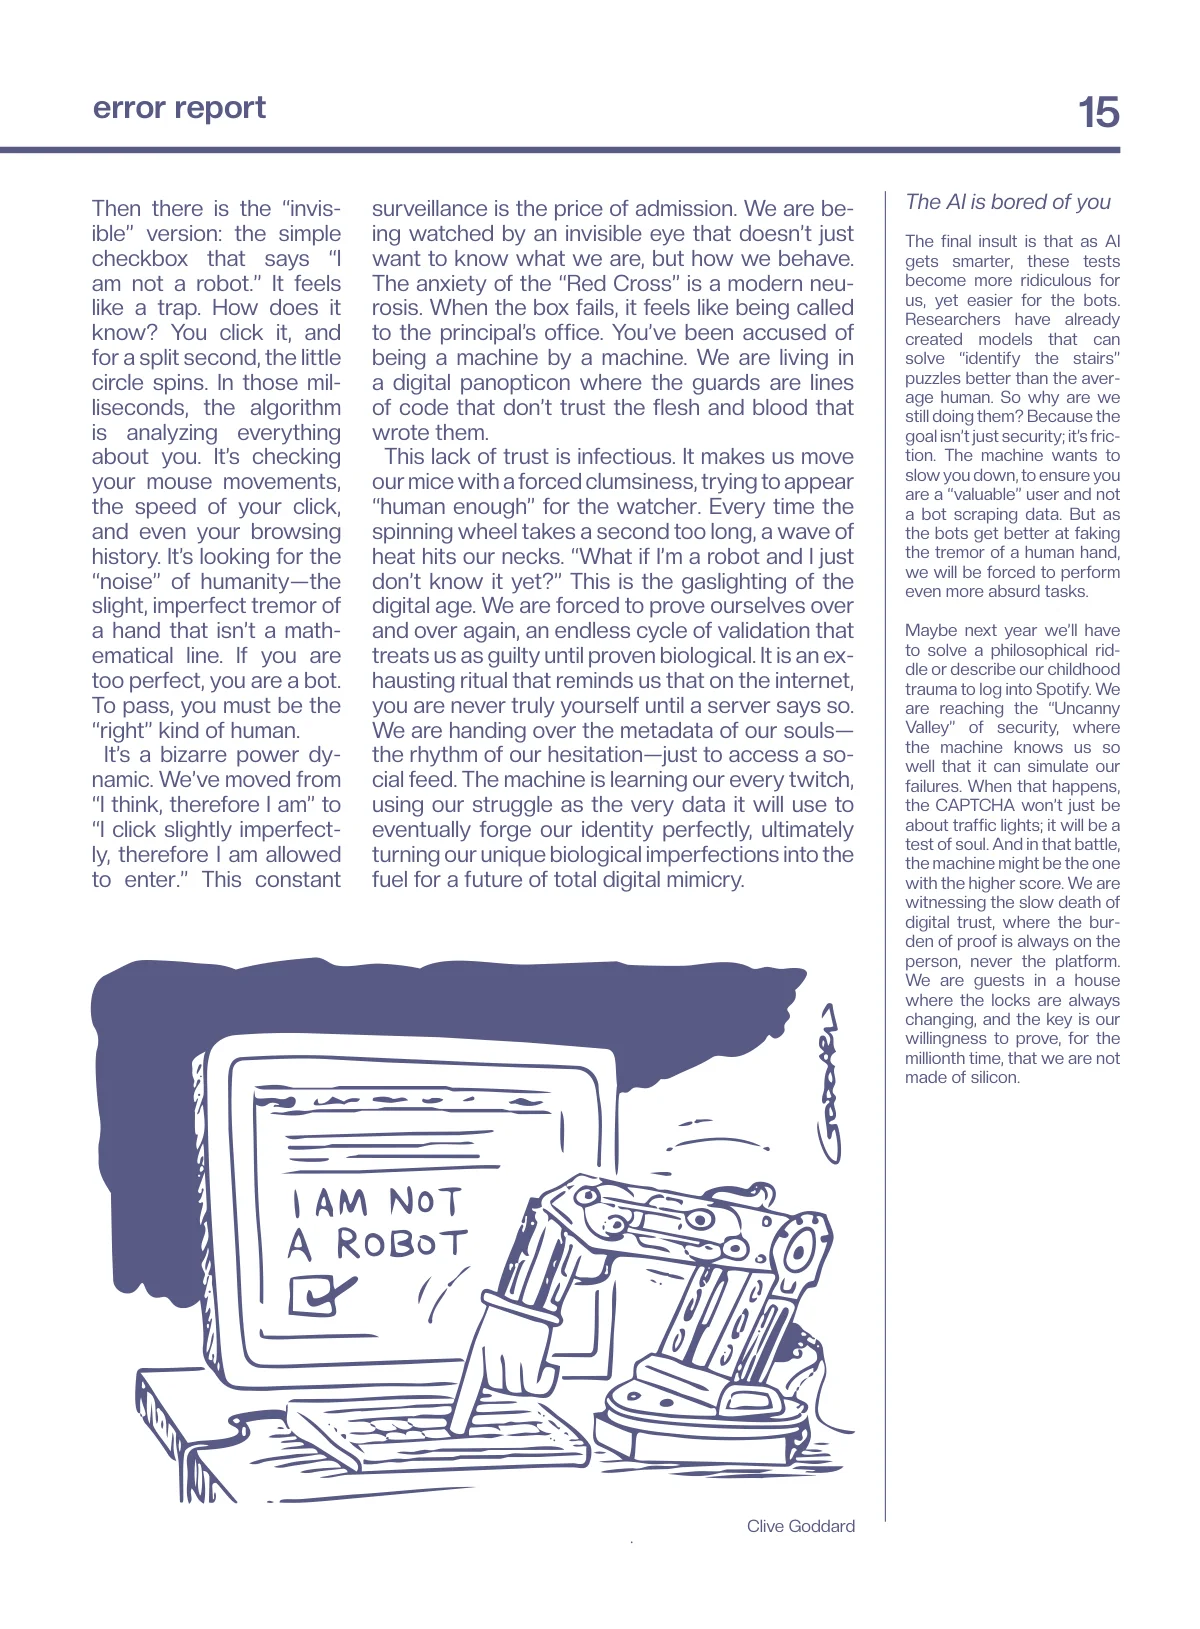 error report
15
Then there is the “invis-
ible” version: the simple
checkbox that says “I
am not a robot.” It feels
like a trap. How does it
know? You click it, and
for a split second, the little
circle spins. In those mil-
liseconds, the algorithm
is analyzing everything
about you. It’s checking
your mouse movements,
the speed of your click,
and even your browsing
history. It’s looking for the
“noise” of humanity—the
slight, imperfect tremor of
a hand that isn’t a math-
ematical line. If you are
too perfect, you are a bot.
To pass, you must be the
“right” kind of human.
It’s a bizarre power dy-
namic. We’ve moved from
“I think, therefore I am” to
“I click slightly imperfect-
ly, therefore I am allowed
to enter.” This constant
surveillance is the price of admission. We are be-
ing watched by an invisible eye that doesn’t just
want to know what we are, but how we behave.
The anxiety of the “Red Cross” is a modern neu-
rosis. When the box fails, it feels like being called
to the principal’s office. You’ve been accused of
being a machine by a machine. We are living in
a digital panopticon where the guards are lines
of code that don’t trust the flesh and blood that
wrote them.
This lack of trust is infectious. It makes us move
our mice with a forced clumsiness, trying to appear
“human enough” for the watcher. Every time the
spinning wheel takes a second too long, a wave of
heat hits our necks. “What if I’m a robot and I just
don’t know it yet?” This is the gaslighting of the
digital age. We are forced to prove ourselves over
and over again, an endless cycle of validation that
treats us as guilty until proven biological. It is an ex-
hausting ritual that reminds us that on the internet,
you are never truly yourself until a server says so.
We are handing over the metadata of our souls—
the rhythm of our hesitation—just to access a so-
cial feed. The machine is learning our every twitch,
using our struggle as the very data it will use to
eventually forge our identity perfectly, ultimately
turning our unique biological imperfections into the
fuel for a future of total digital mimicry.
The AI is bored of you
The final insult is that as AI
gets smarter, these tests
become more ridiculous for
us, yet easier for the bots.
Researchers have already
created models that can
solve “identify the stairs”
puzzles better than the aver-
age human. So why are we
still doing them? Because the
goal isn’t just security; it’s fric-
tion. The machine wants to
slow you down, to ensure you
are a “valuable” user and not
a bot scraping data. But as
the bots get better at faking
the tremor of a human hand,
we will be forced to perform
even more absurd tasks.
Maybe next year we’ll have
to solve a philosophical rid-
dle or describe our childhood
trauma to log into Spotify. We
are reaching the “Uncanny
Valley” of security, where
the machine knows us so
well that it can simulate our
failures. When that happens,
the CAPTCHA won’t just be
about traffic lights; it will be a
test of soul. And in that battle,
the machine might be the one
with the higher score. We are
witnessing the slow death of
digital trust, where the bur-
den of proof is always on the
person, never the platform.
We are guests in a house
where the locks are always
changing, and the key is our
willingness to prove, for the
millionth time, that we are not
made of silicon.
I AM NOT
A ROBOT
GODDARD
Clive Goddard